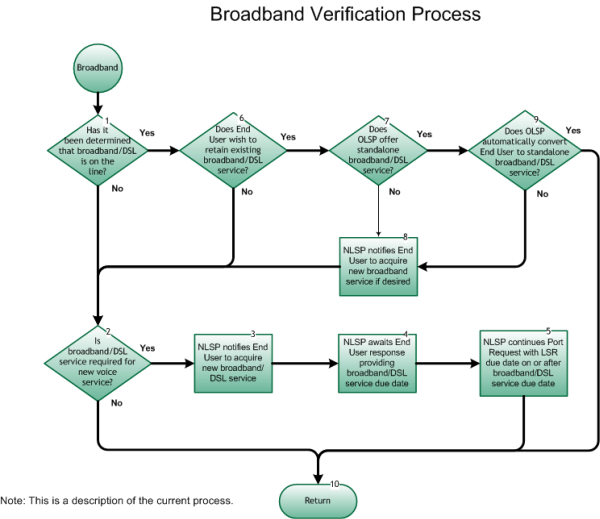 Broadband Verification Process
Broadband
1
Has it
been determined
that broadband/DSL
is on the
line?
Yes
No
6
Does End
User wish to
retain existing
broadband/DSL
service?
Yes
No
7
Does
OLSP offer
standalone
broadband/DSL
service?
Yes
No
9
Does OLSP
automatically convert
End User to standalone
broadband/DSL
service?
Yes
No
8
NLSP notifies End
User to acquire
new broadband
service if desired
2
Is
broadband/DSL
service required for
new voice
service?
Yes
No
3
NLSP notifies End
User to acquire
new broadband/
DSL service
4
NLSP awaits End
User response
providing
broadband/DSL
service due date
5
NLSP continues Port
Request with LSR
due date on or after
broadband/DSL
service due date
10
Return
Note: This is a description of the current process.